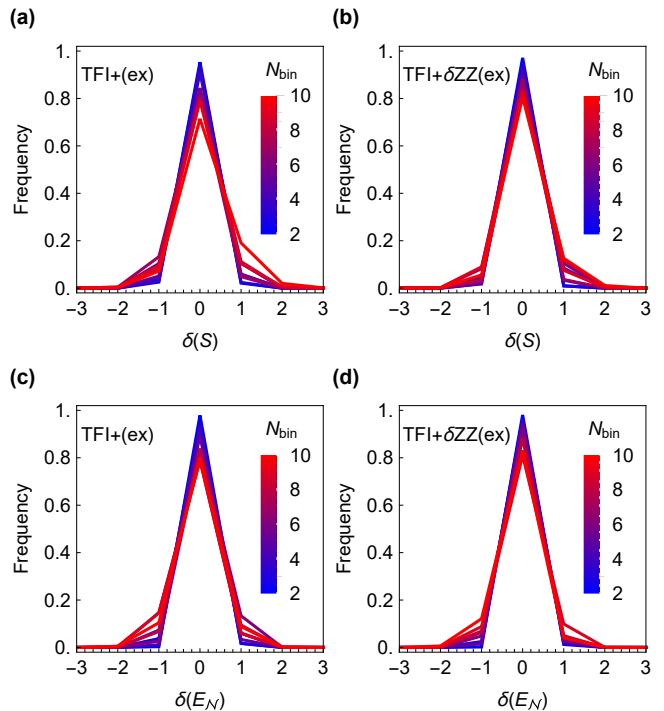 (a)
TFI+(ex)
N_bin
10
8
6
4
2
1.
0.8
0.6
0.4
0.2
0.
Frequency
−3 −2 −1 0 1 2 3
δ(S)
(b)
TFI+δZZ(ex)
N_bin
10
8
6
4
2
1.
0.8
0.6
0.4
0.2
0.
Frequency
−3 −2 −1 0 1 2 3
δ(S)
(c)
TFI+(ex)
N_bin
10
8
6
4
2
1.
0.8
0.6
0.4
0.2
0.
Frequency
−3 −2 −1 0 1 2 3
δ(E_𝒩)
(d)
TFI+δZZ(ex)
N_bin
10
8
6
4
2
1.
0.8
0.6
0.4
0.2
0.
Frequency
−3 −2 −1 0 1 2 3
δ(E_𝒩)